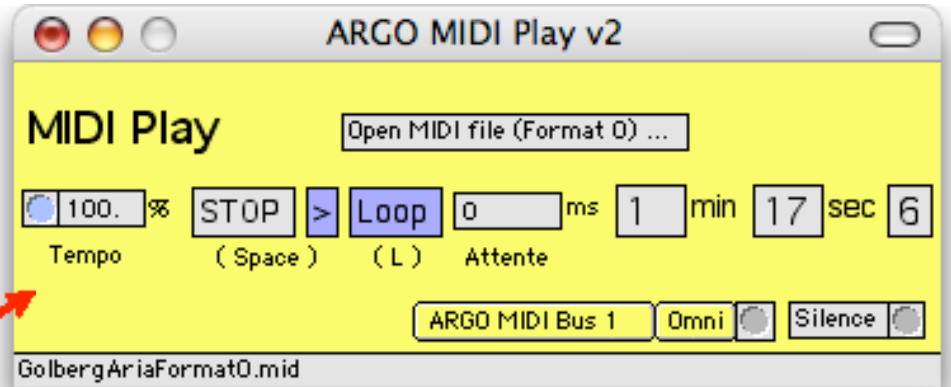 ARGO MIDI Play v2
MIDI Play
Open MIDI file (Format 0) ...
100. % STOP > Loop 0 ms 1 min 17 sec 6
Tempo ( Space ) ( L ) Attente
ARGO MIDI Bus 1 Omni Silence
GolbergAriaFormat0.mid